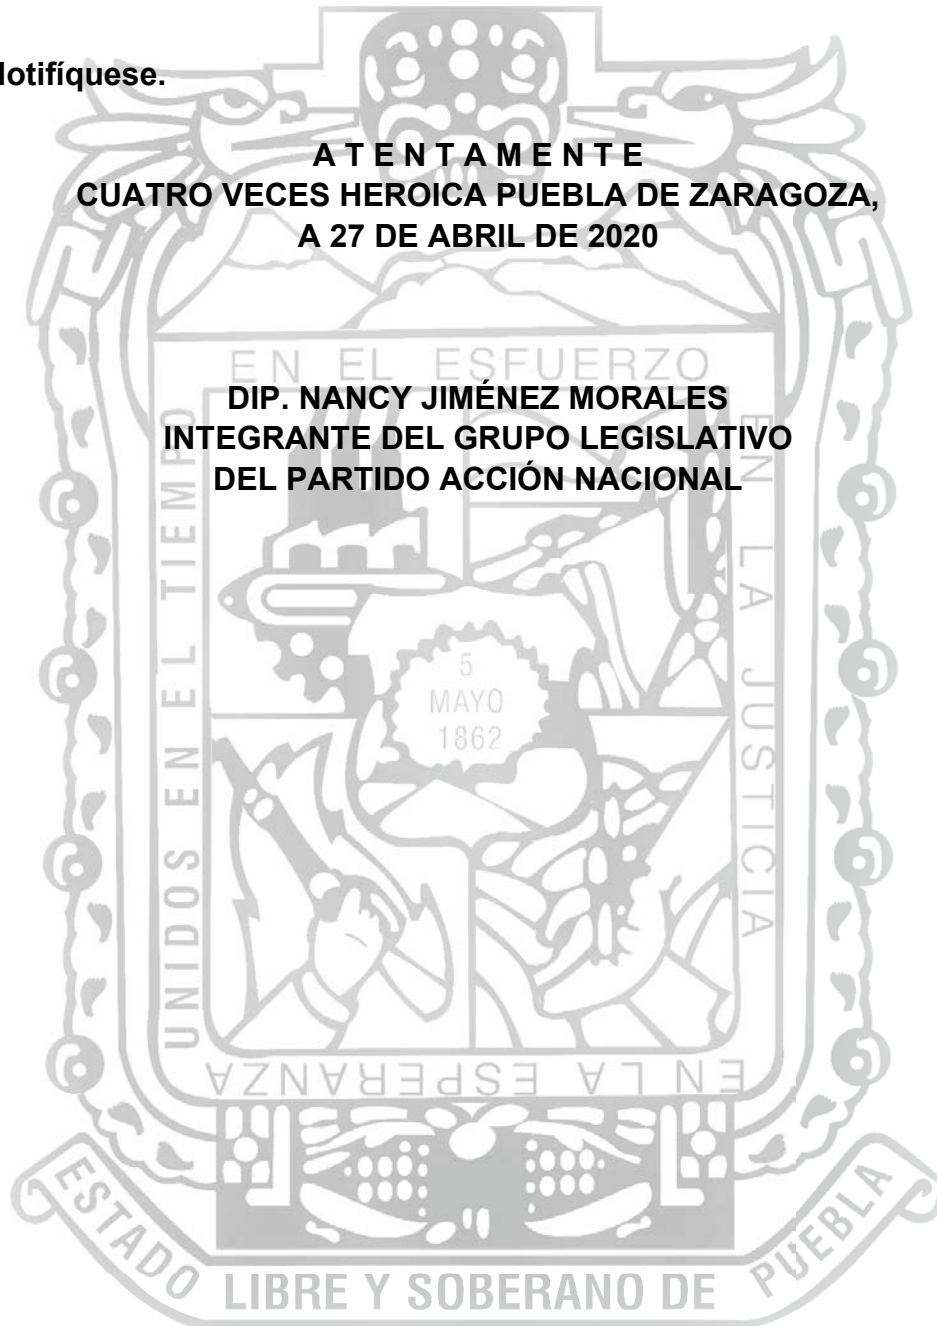 lotifíquese.
A T E N T A M E N T E
CUATRO VECES HEROICA PUEBLA DE ZARAGOZA,
A 27 DE ABRIL DE 2020
DIP. NANCY JIMÉNEZ MORALES
INTEGRANTE DEL GRUPO LEGISLATIVO
DEL PARTIDO ACCIÓN NACIONAL
UNIDOS EN EL TIEMPO
EN EL ESFUERZO
EN LA JUSTICIA
EN LA ESPERANZA
5
MAYO
1862
ESTADO LIBRE Y SOBERANO DE PUEBLA